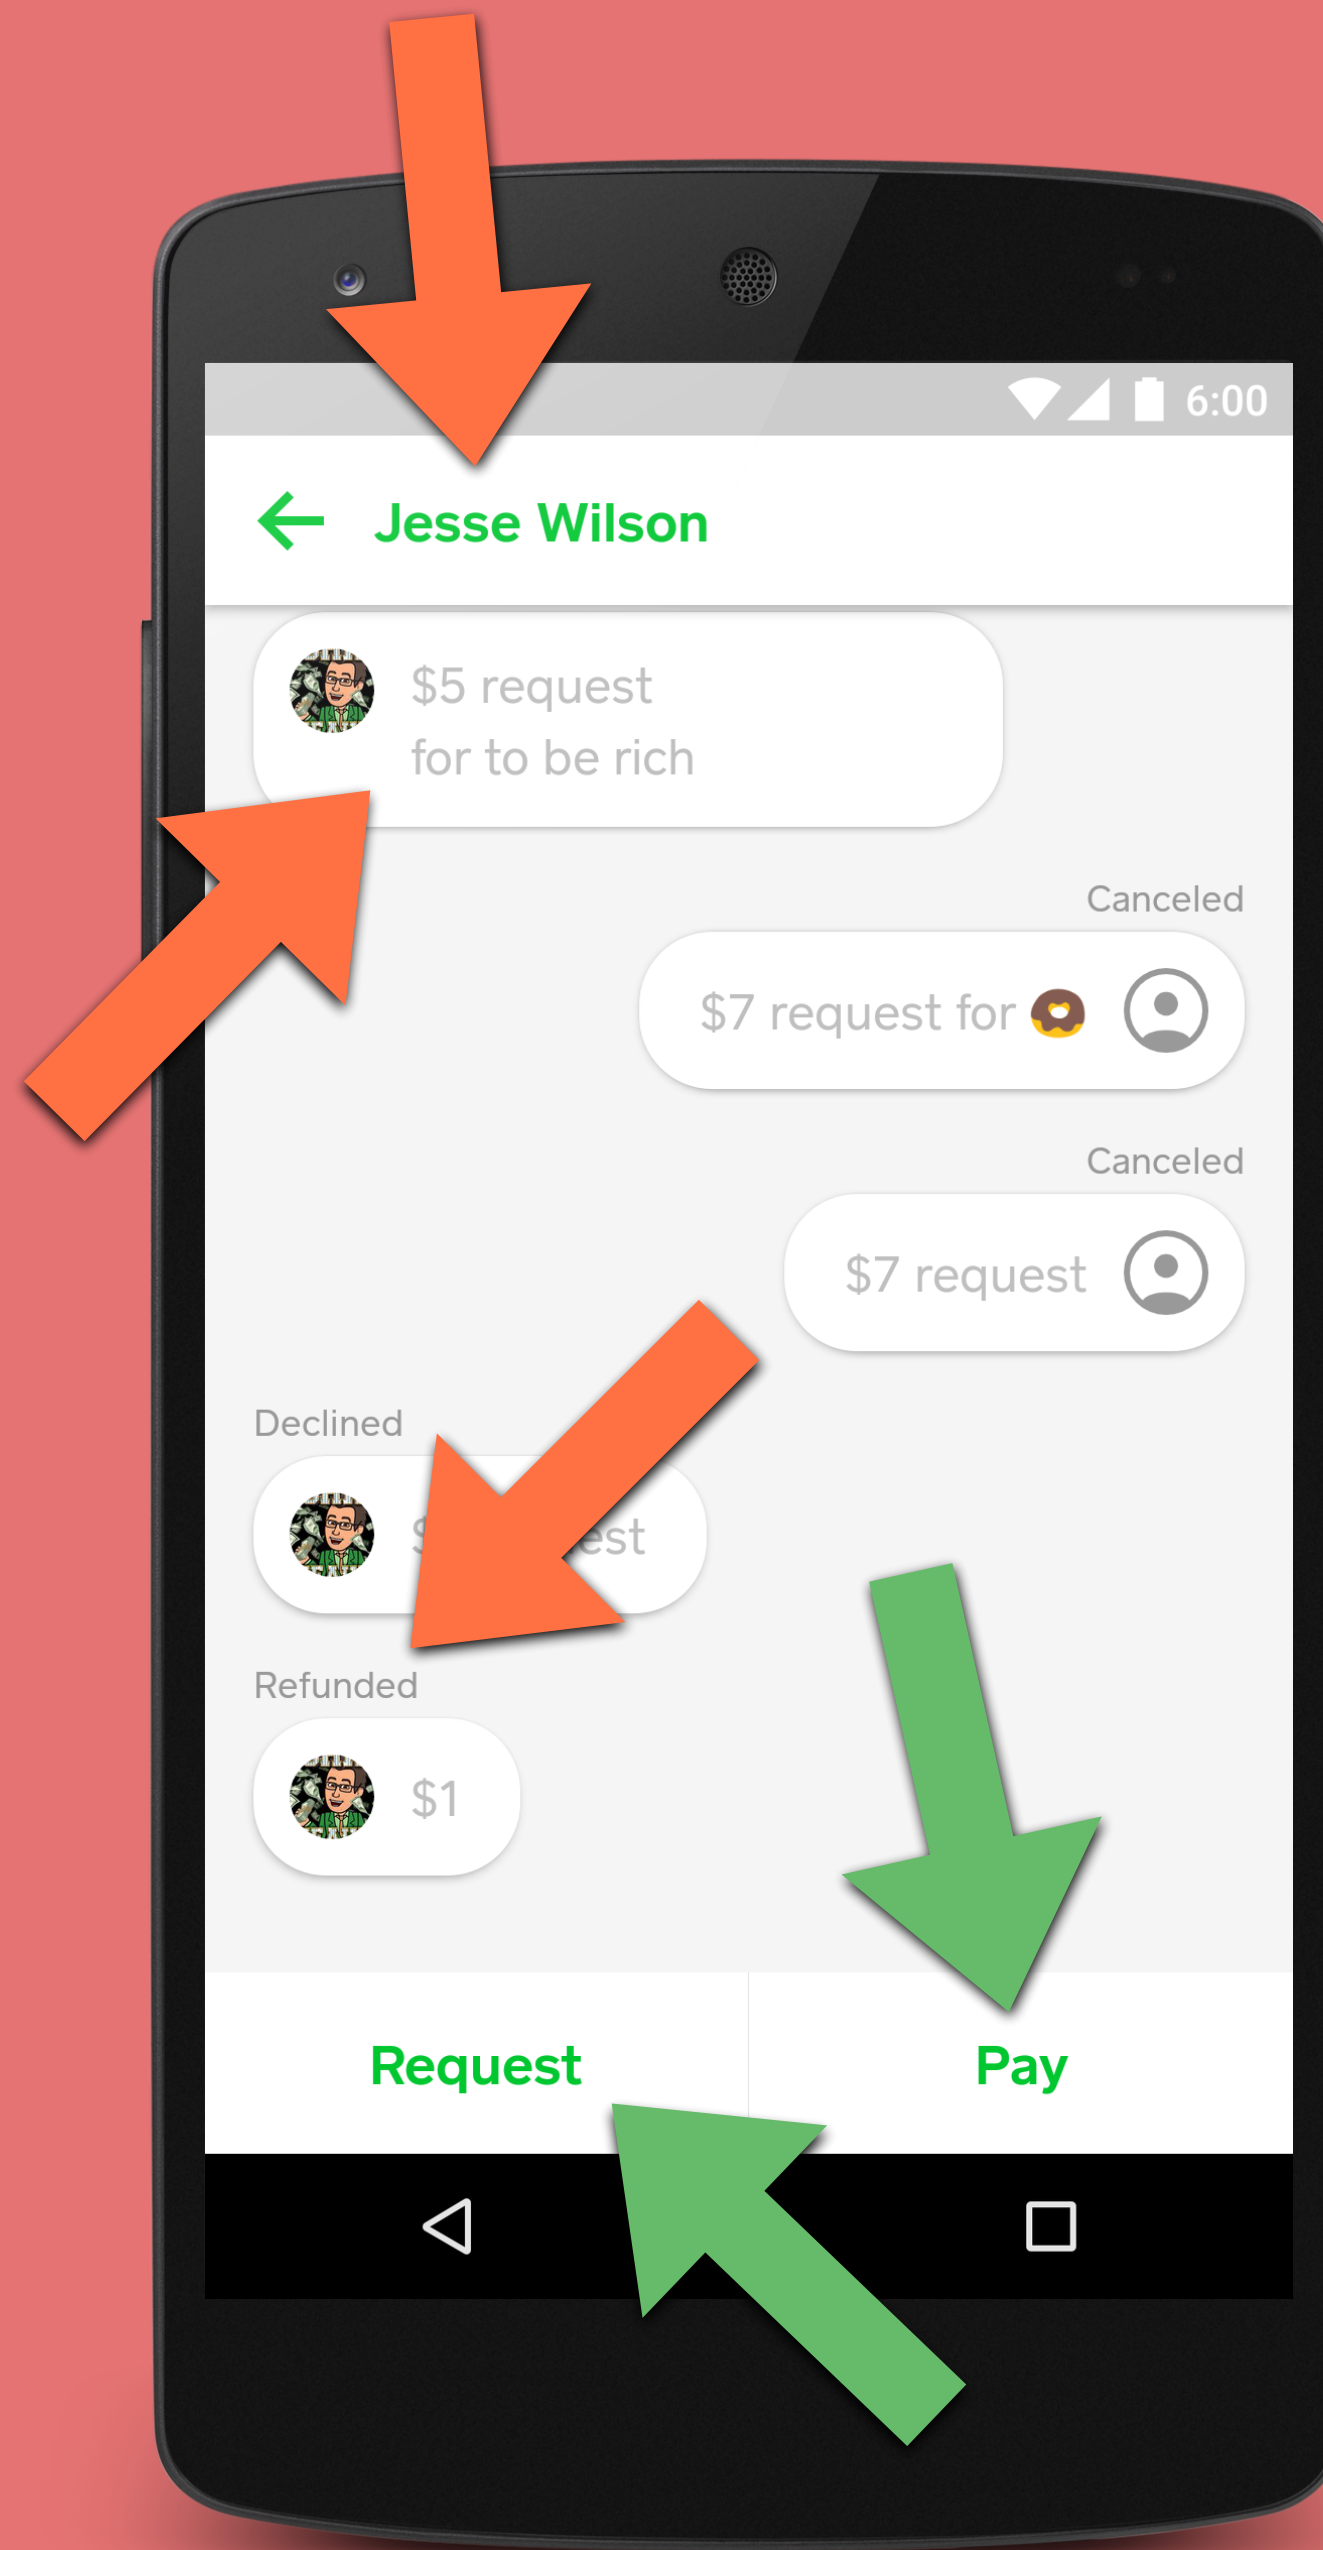 6:00
Jesse Wilson
$5 request
for to be rich
Canceled
$7 request for
Canceled
$7 request
Declined
Refunded
$1
Request
Pay